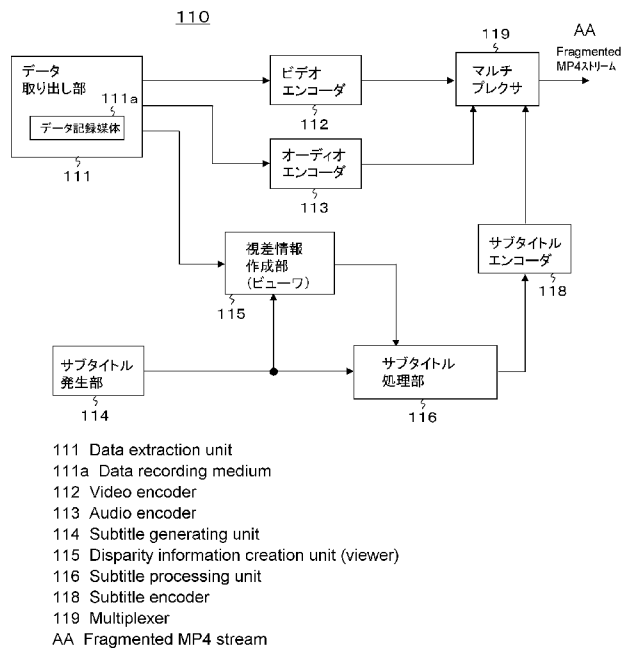 110
AA
Fragmented
MP4ストリーム
119
マルチ
プレクサ
データ
取り出し部
111a
データ記録媒体
111
ビデオ
エンコーダ
112
オーディオ
エンコーダ
113
視差情報
作成部
(ビューワ)
115
サブタイトル
エンコーダ
118
サブタイトル
発生部
114
サブタイトル
処理部
116
111 Data extraction unit
111a Data recording medium
112 Video encoder
113 Audio encoder
114 Subtitle generating unit
115 Disparity information creation unit (viewer)
116 Subtitle processing unit
118 Subtitle encoder
119 Multiplexer
AA Fragmented MP4 stream